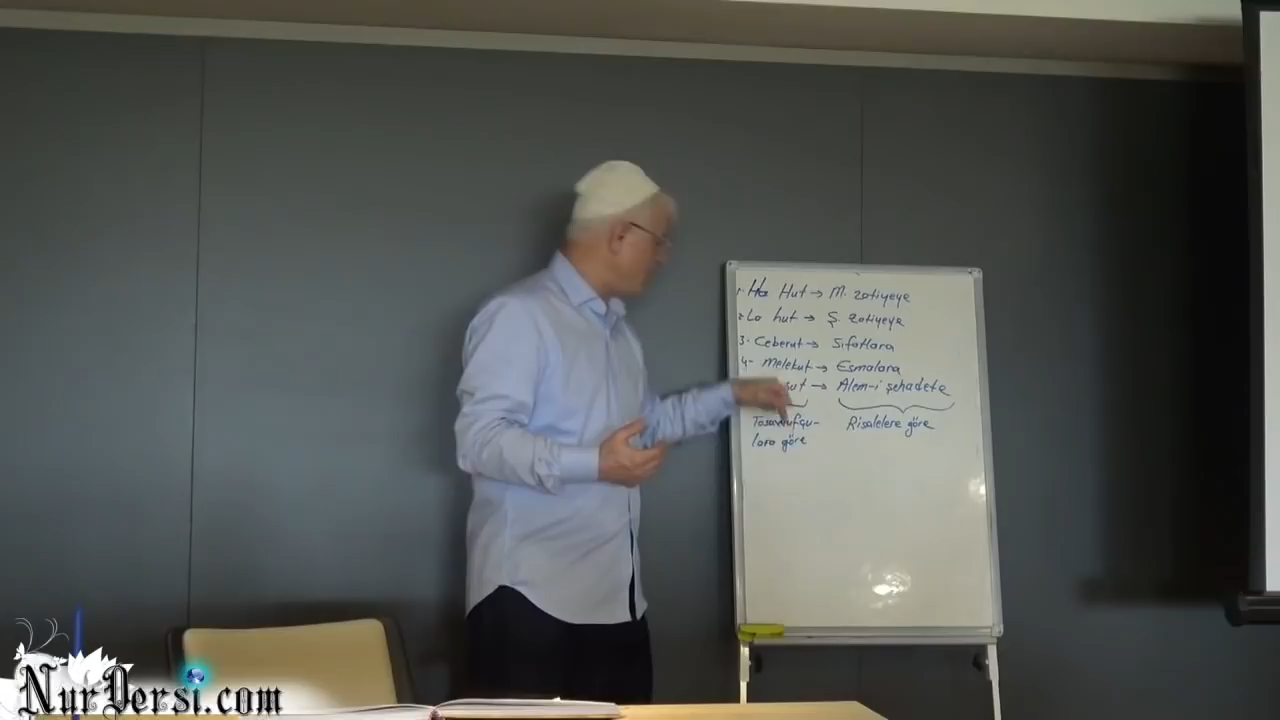 1. Ha Hut → M. zatiyeye
2. La hut → Ş. zatiyeye
3. Ceberut → Sıfatlara
4- Melekut → Esmalara
→ Alem-i şehadete
Tasavvufçu- Risalelere göre
lara göre
NurDersi.com